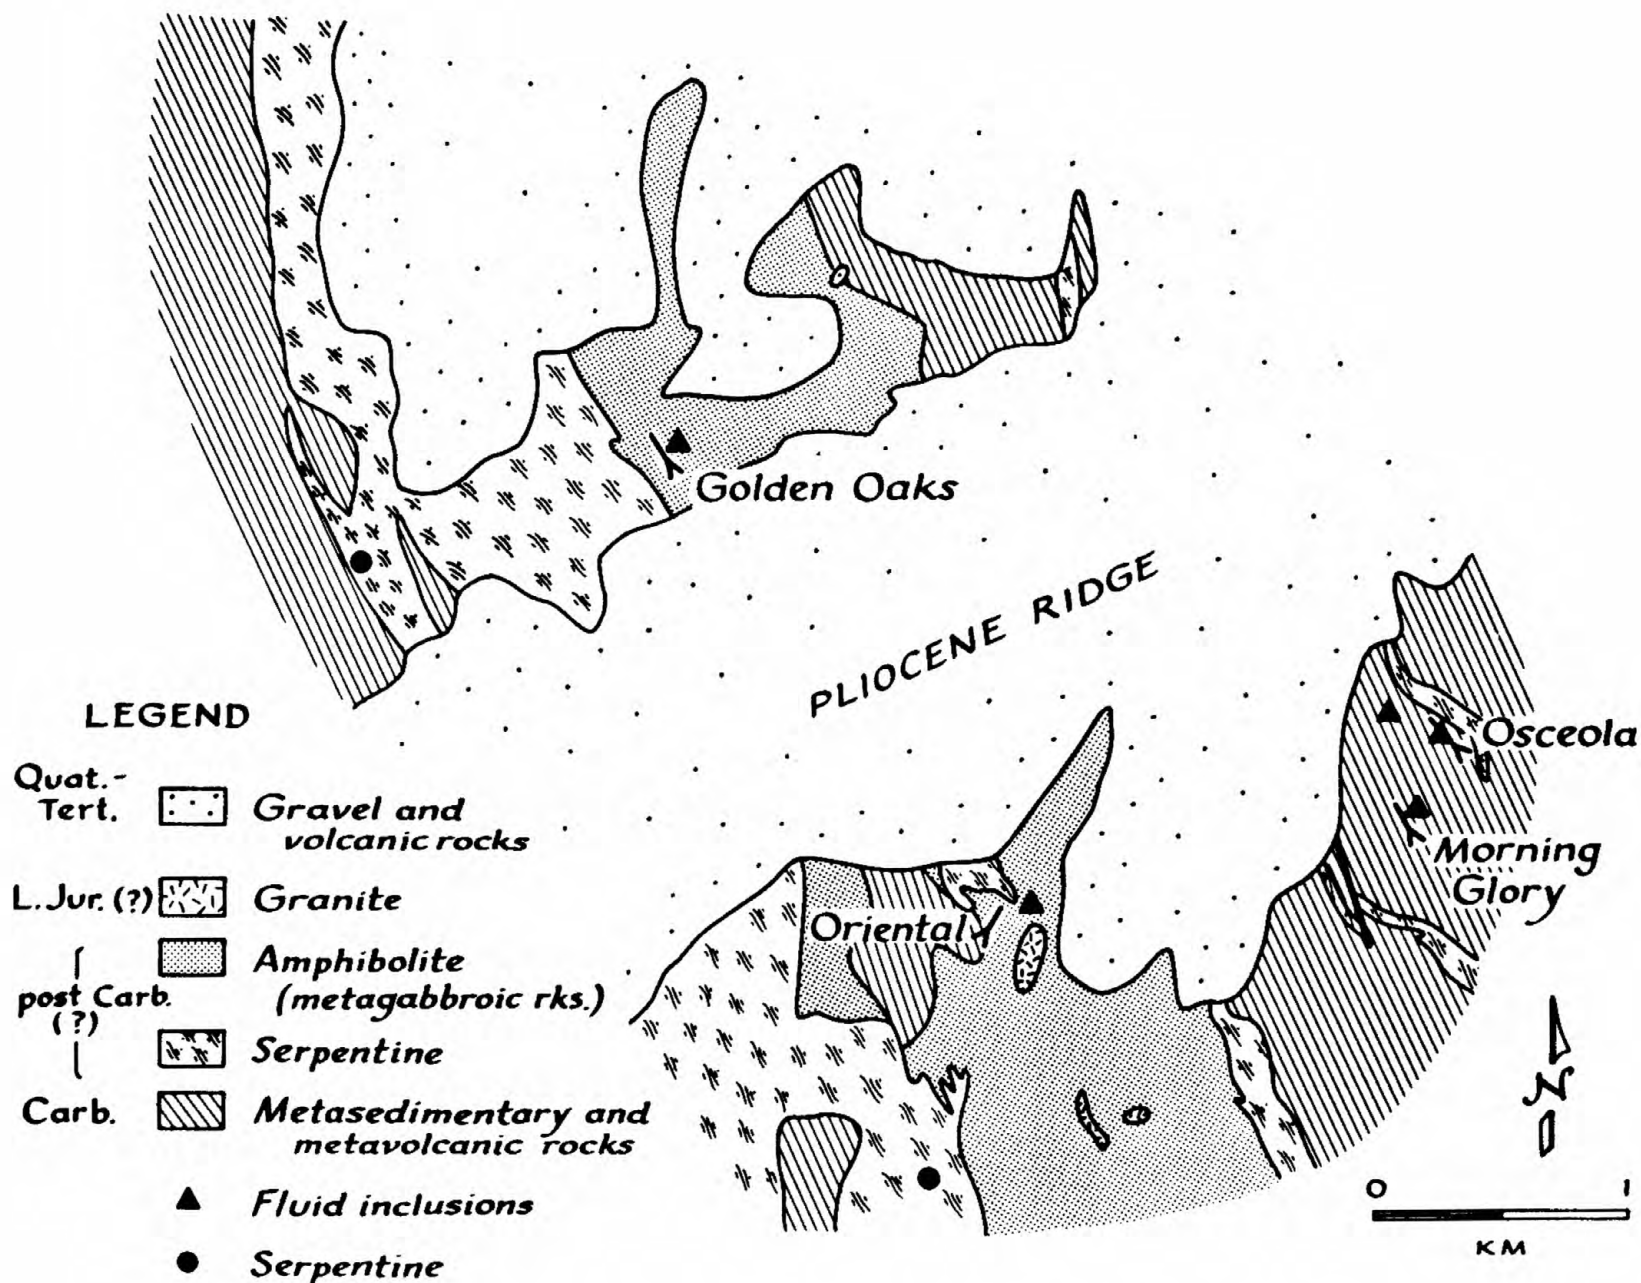 Golden Oaks
PLIOCENE RIDGE
Osceola
Morning
Glory
Oriental
LEGEND
Quat.-
Tert.
Gravel and
volcanic rocks
L. Jur. (?)
Granite
post Carb.
(?)
Amphibolite
(metagabbroic rks.)
Serpentine
Carb.
Metasedimentary and
metavolcanic rocks
Fluid inclusions
Serpentine
N
0 1
KM